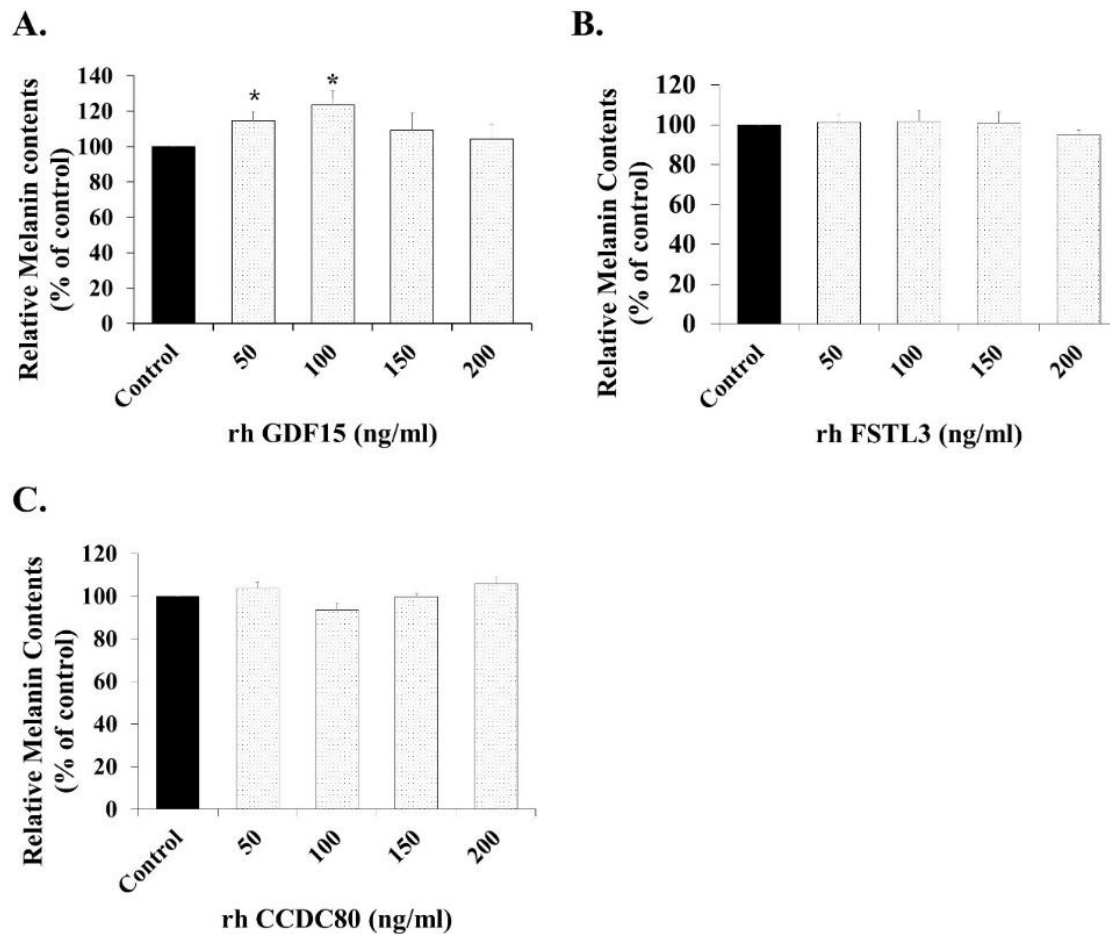 A.
Relative Melanin contents
(% of control)
140
120
100
80
60
40
20
0
*
*
Control
50
100
150
200
rh GDF15 (ng/ml)
B.
Relative Melanin Contents
(% of control)
120
100
80
60
40
20
0
Control
50
100
150
200
rh FSTL3 (ng/ml)
C.
Relative Melanin Contents
(% of control)
120
100
80
60
40
20
0
Control
50
100
150
200
rh CCDC80 (ng/ml)